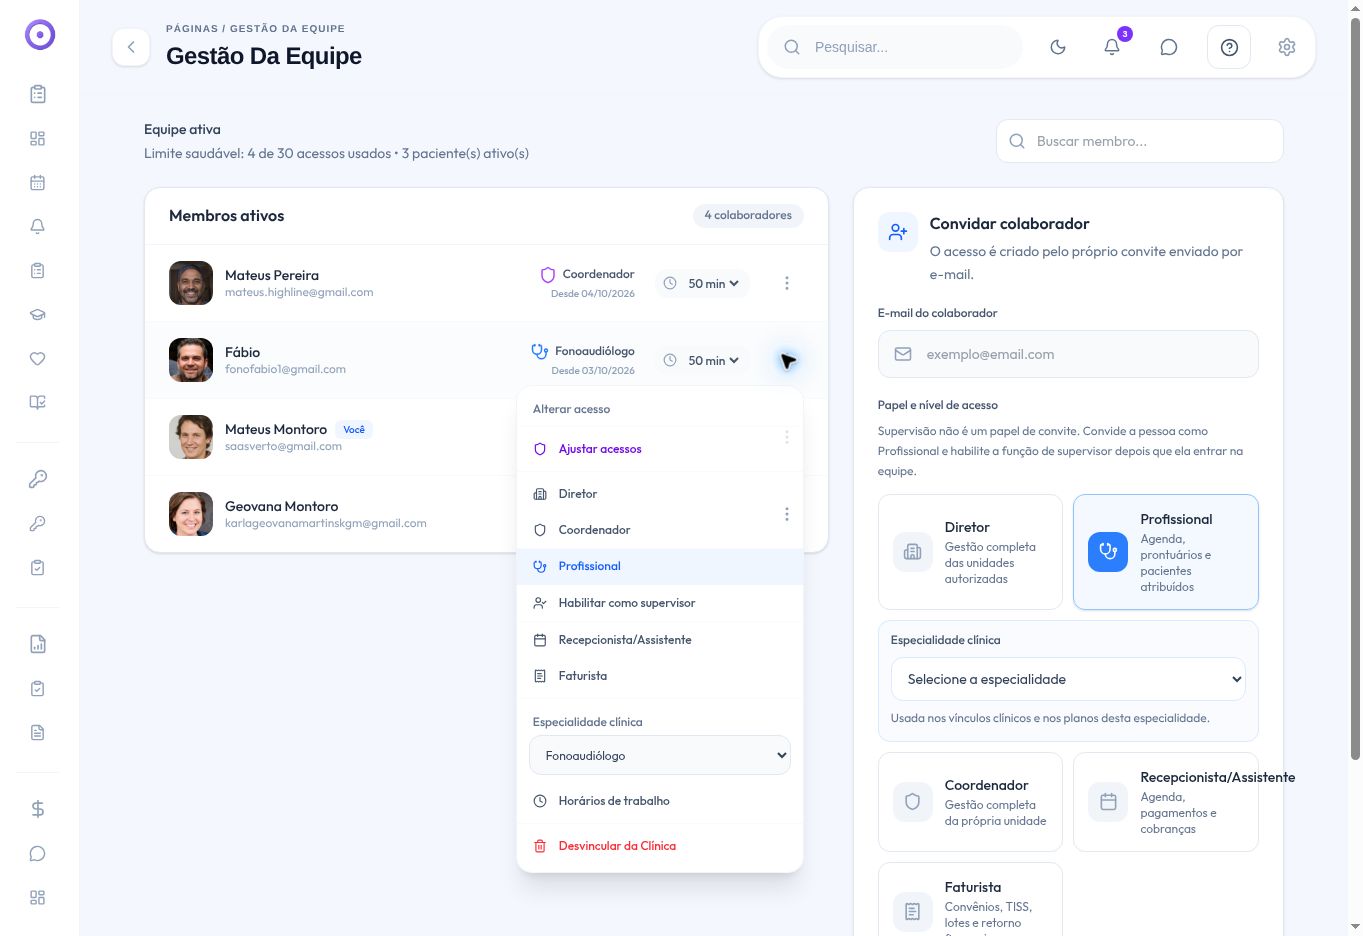 PÁGINAS / GESTÃO DA EQUIPE
Gestão Da Equipe
Pesquisar...
3
Equipe ativa
Limite saudável: 4 de 30 acessos usados • 3 paciente(s) ativo(s)
Buscar membro...
Membros ativos
4 colaboradores
Mateus Pereira
mateus.highline@gmail.com
Coordenador
Desde 04/10/2026
50 min
Fábio
fonofabio1@gmail.com
Fonoaudiólogo
Desde 03/10/2026
50 min
Mateus Montoro
Você
saasverto@gmail.com
Geovana Montoro
karlageovanamartinskgm@gmail.com
Alterar acesso
Ajustar acessos
Diretor
Coordenador
Profissional
Habilitar como supervisor
Recepcionista/Assistente
Faturista
Especialidade clínica
Fonoaudiólogo
Horários de trabalho
Desvincular da Clínica
Convidar colaborador
O acesso é criado pelo próprio convite enviado por
e-mail.
E-mail do colaborador
exemplo@email.com
Papel e nível de acesso
Supervisão não é um papel de convite. Convide a pessoa como
Profissional e habilite a função de supervisor depois que ela entrar na
equipe.
Diretor
Gestão completa
das unidades
autorizadas
Profissional
Agenda,
prontuários e
pacientes
atribuídos
Especialidade clínica
Selecione a especialidade
Usada nos vínculos clínicos e nos planos desta especialidade.
Coordenador
Gestão completa
da própria unidade
Recepcionista/Assistente
Agenda,
pagamentos e
cobranças
Faturista
Convênios, TISS,
lotes e retorno